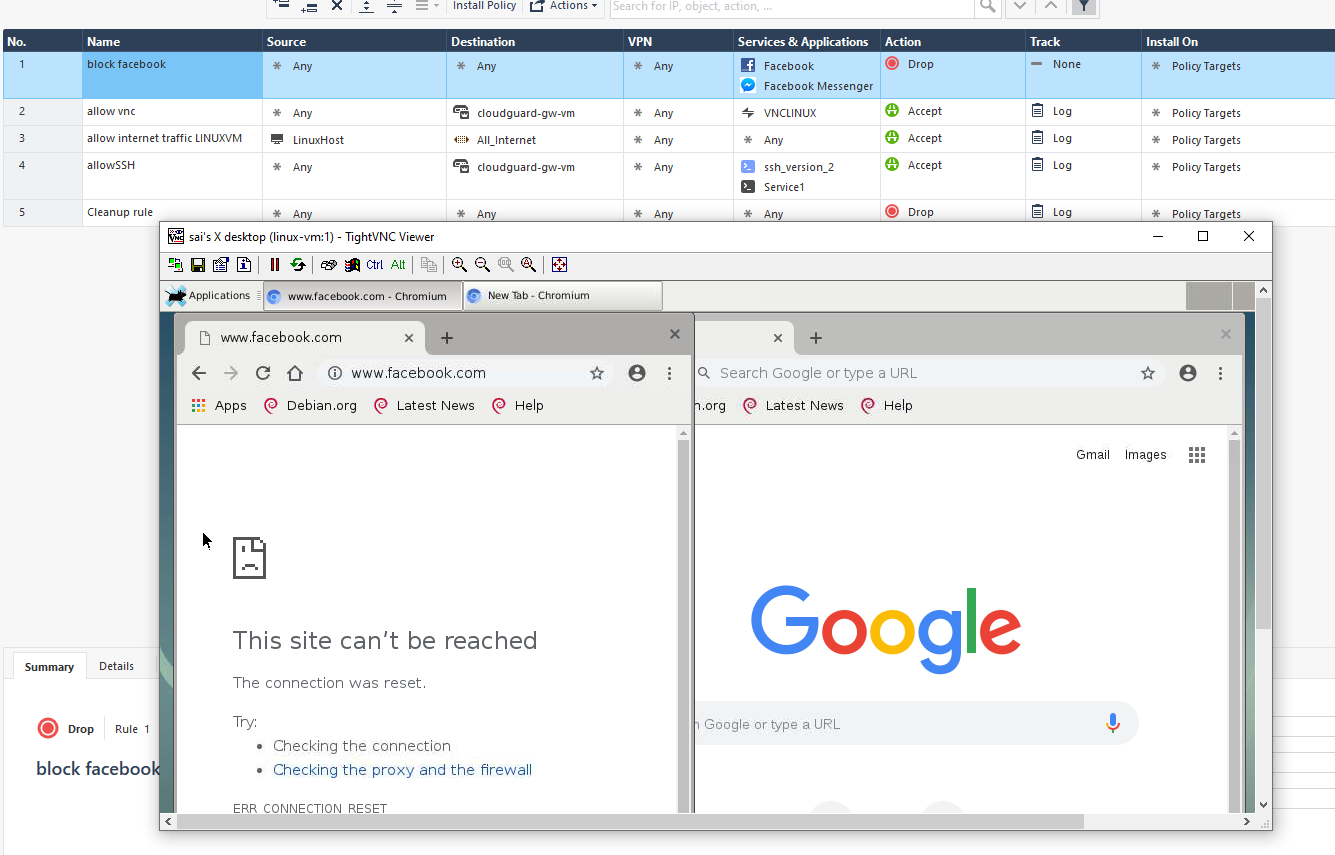 Install Policy Actions Search for IP, object, action, ...
No. Name Source Destination VPN Services & Applications Action Track Install On
1 block facebook Any Any Any Facebook Drop None Policy Targets
Facebook Messenger
2 allow vnc Any cloudguard-gw-vm Any VNCLINUX Accept Log Policy Targets
3 allow internet traffic LINUXVM LinuxHost All_Internet Any Any Accept Log Policy Targets
4 allowSSH Any cloudguard-gw-vm Any ssh_version_2 Accept Log Policy Targets
Service1
5 Cleanup rule Any Any Any Any Drop Log Policy Targets
sai's X desktop (linux-vm:1) - TightVNC Viewer
Ctrl Alt
Applications www.facebook.com - Chromium New Tab - Chromium
www.facebook.com
www.facebook.com Search Google or type a URL
Apps Debian.org Latest News Help n.org Latest News Help
Gmail Images
This site can't be reached
The connection was reset.
Try:
• Checking the connection
• Checking the proxy and the firewall
ERR_CONNECTION_RESET
Google
Google or type a URL
Summary Details
Drop Rule 1
block facebook